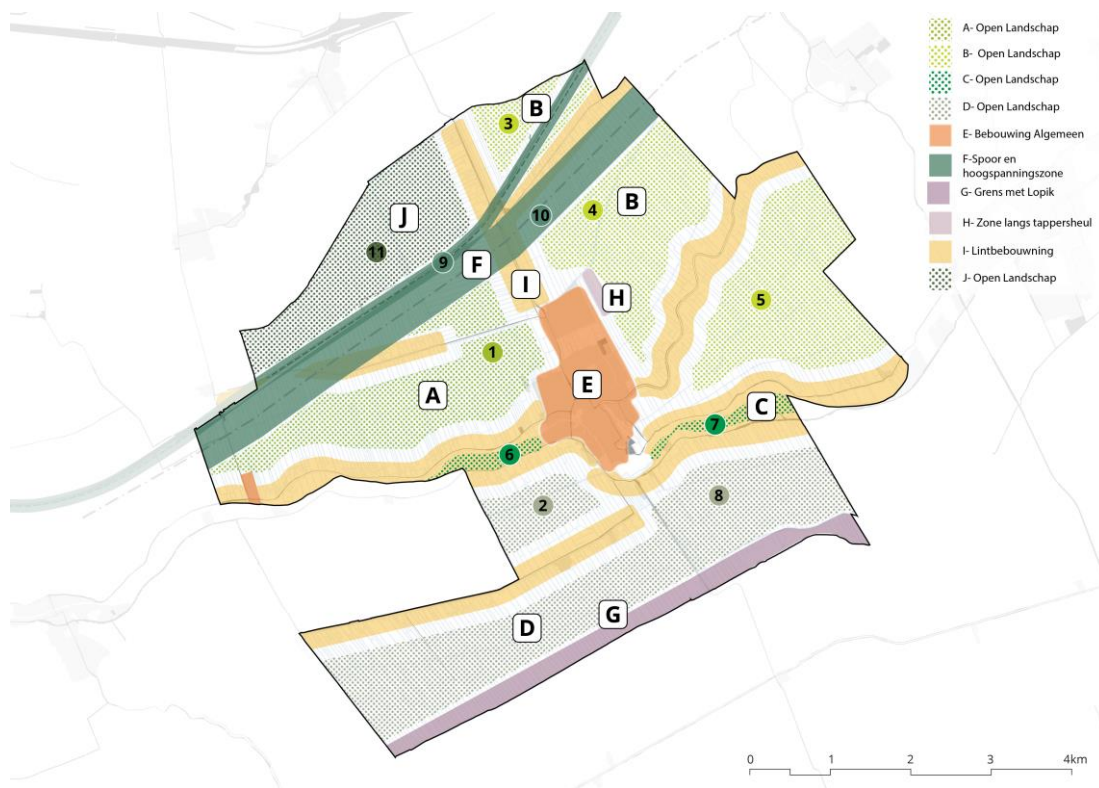 A- Open Landschap
B- Open Landschap
C- Open Landschap
D- Open Landschap
E- Bebouwing Algemeen
F-Spoor en
hoogspanningszone
G- Grens met Lopik
H- Zone langs tappersheul
I- Lintbebouwning
J- Open Landschap
B
3
J
10
4
B
11
9
F
I
H
5
1
A
E
C
7
6
2
8
D
G
0 1 2 3 4km